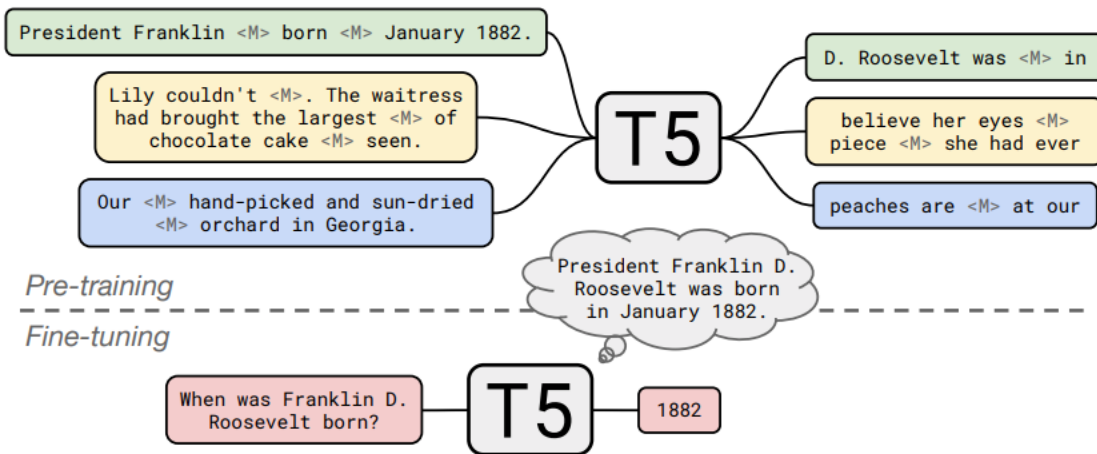 President Franklin <M> born <M> January 1882.
Lily couldn't <M>. The waitress
had brought the largest <M> of
chocolate cake <M> seen.
Our <M> hand-picked and sun-dried
<M> orchard in Georgia.
T5
D. Roosevelt was <M> in
believe her eyes <M>
piece <M> she had ever
peaches are <M> at our
Pre-training
President Franklin D.
Roosevelt was born
in January 1882.
Fine-tuning
When was Franklin D.
Roosevelt born?
T5
1882